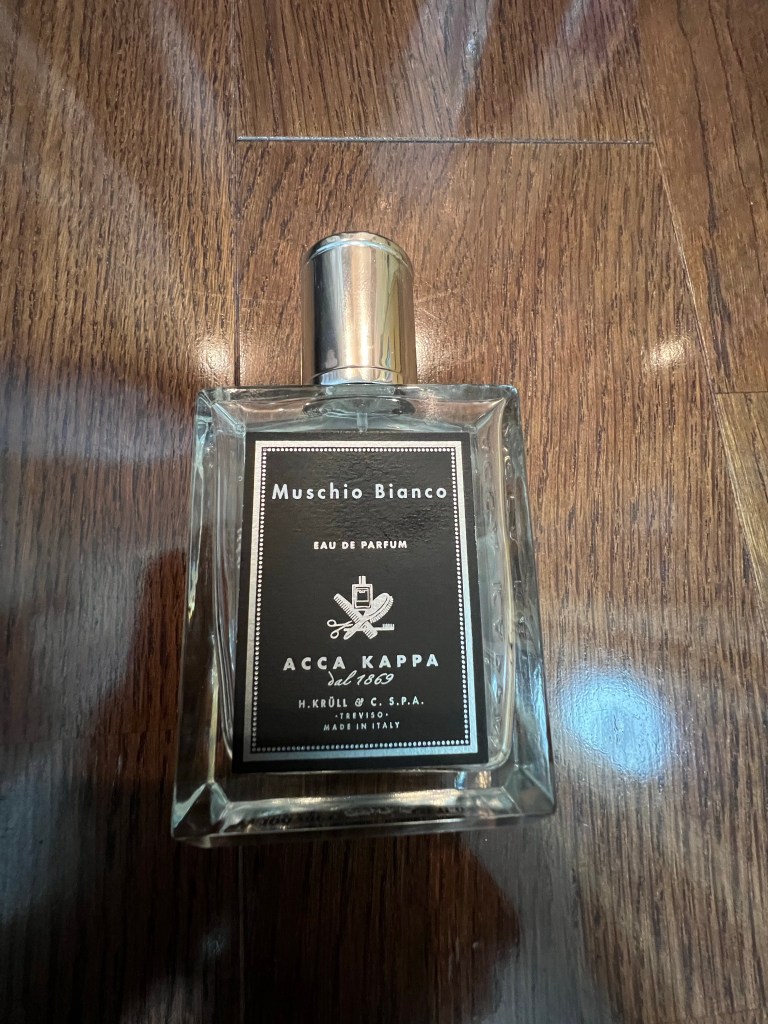 Muschio Bianco
EAU DE PARFUM
ACCA KAPPA
dal 1869
H.KRÜLL & C. S.P.A.
·TREVISO·
MADE IN ITALY